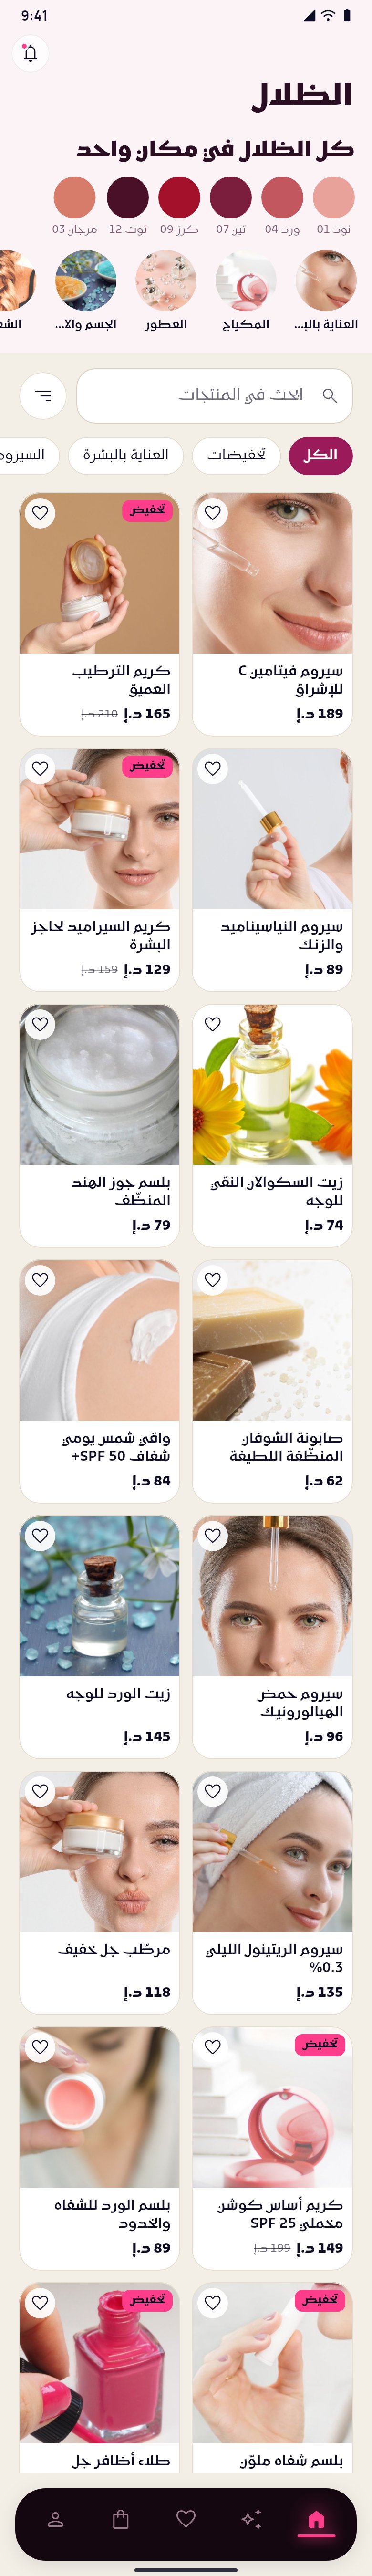 9:41
الظلال
كل الظلال في مكان واحد
نود 01
ورد 04
تين 07
كرز 09
توت 12
مرجان 03
العناية بالبـ...
المكياج
العطور
الجسم والا...
الشع
ابحث في المنتجات
الكل
تخفيضات
العناية بالبشرة
السيروم
سيروم فيتامين C
للإشراق
189 د.إ
تخفيض
كريم الترطيب
العميق
165 د.إ 210 د.إ
سيروم النياسيناميد
والزنك
89 د.إ
تخفيض
كريم السيراميد لحاجز
البشرة
129 د.إ 159 د.إ
زيت السكوالان النقي
للوجه
74 د.إ
بلسم جوز الهند
المنظّف
79 د.إ
صابونة الشوفان
المنظّفة اللطيفة
62 د.إ
واقي شمس يومي
شفاف SPF 50+
84 د.إ
سيروم حمض
الهيالورونيك
96 د.إ
زيت الورد للوجه
145 د.إ
سيروم الريتينول الليلي
0.3%
135 د.إ
مرطّب جل خفيف
118 د.إ
تخفيض
كريم أساس كوشن
مخملي SPF 25
149 د.إ 199 د.إ
بلسم الورد للشفاه
والخدود
89 د.إ
تخفيض
بلسم شفاه ملوّن
تخفيض
طلاء أظافر جل